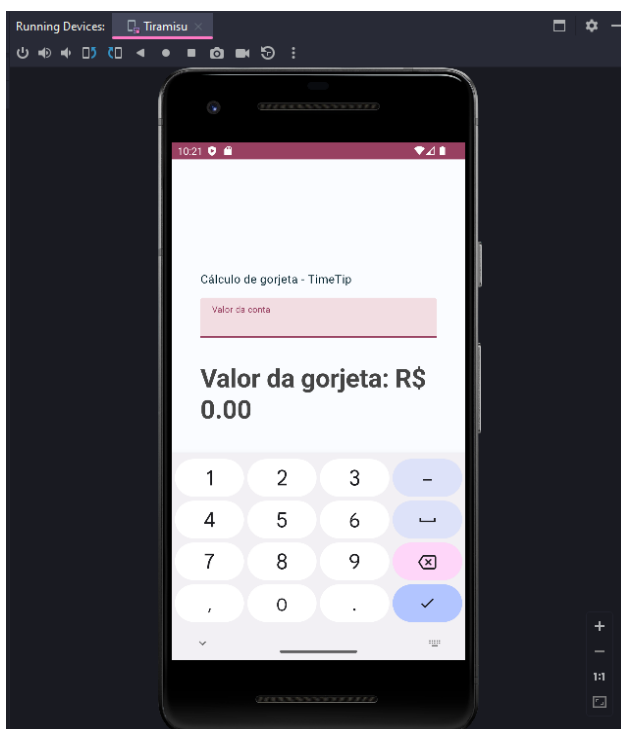 Running Devices: Tiramisu
10:21
Cálculo de gorjeta - TimeTip
Valor da conta
Valor da gorjeta: R$
0.00
1 2 3 –
4 5 6
7 8 9
, 0 .
1:1